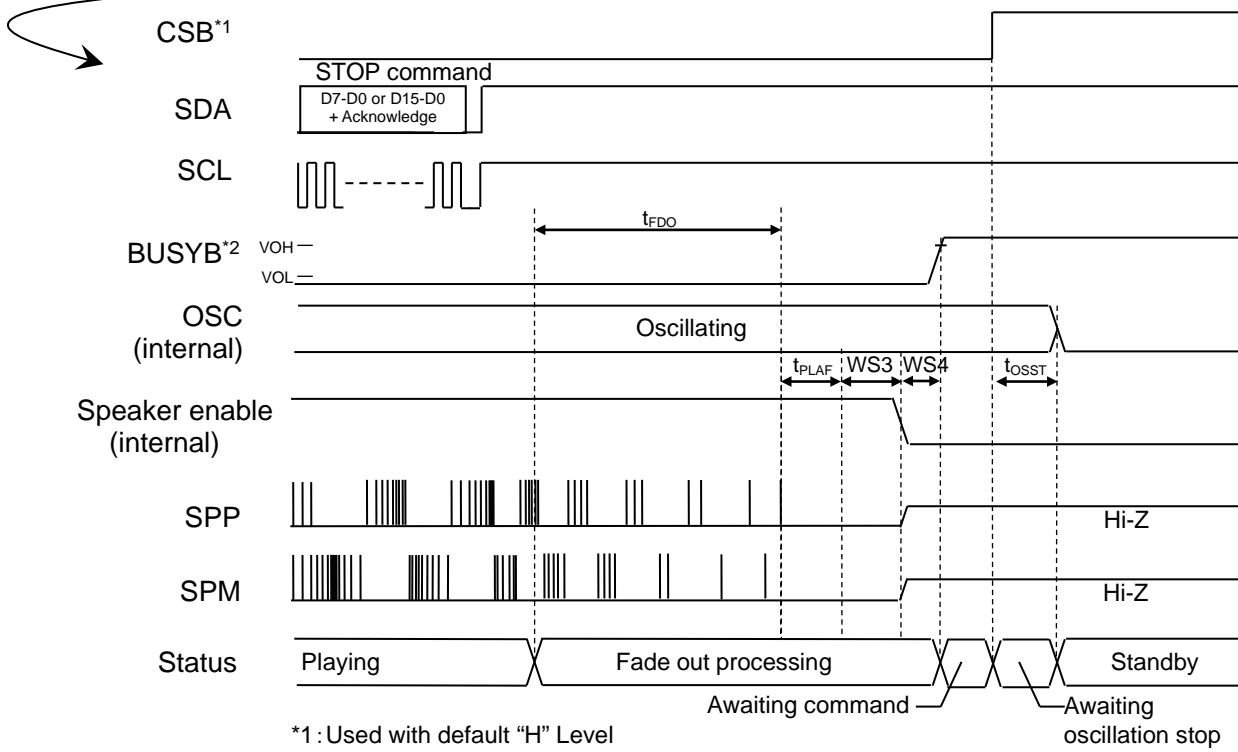 CSB*1
STOP command
SDA
D7-D0 or D15-D0
+ Acknowledge
SCL
tFDO
BUSYB*2
VOH
VOL
OSC
(internal)
Oscillating
tPLAF
WS3
WS4
tOSST
Speaker enable
(internal)
SPP
Hi-Z
SPM
Hi-Z
Status
Playing
Fade out processing
Standby
Awaiting command
Awaiting
oscillation stop
*1：Used with default “H” Level